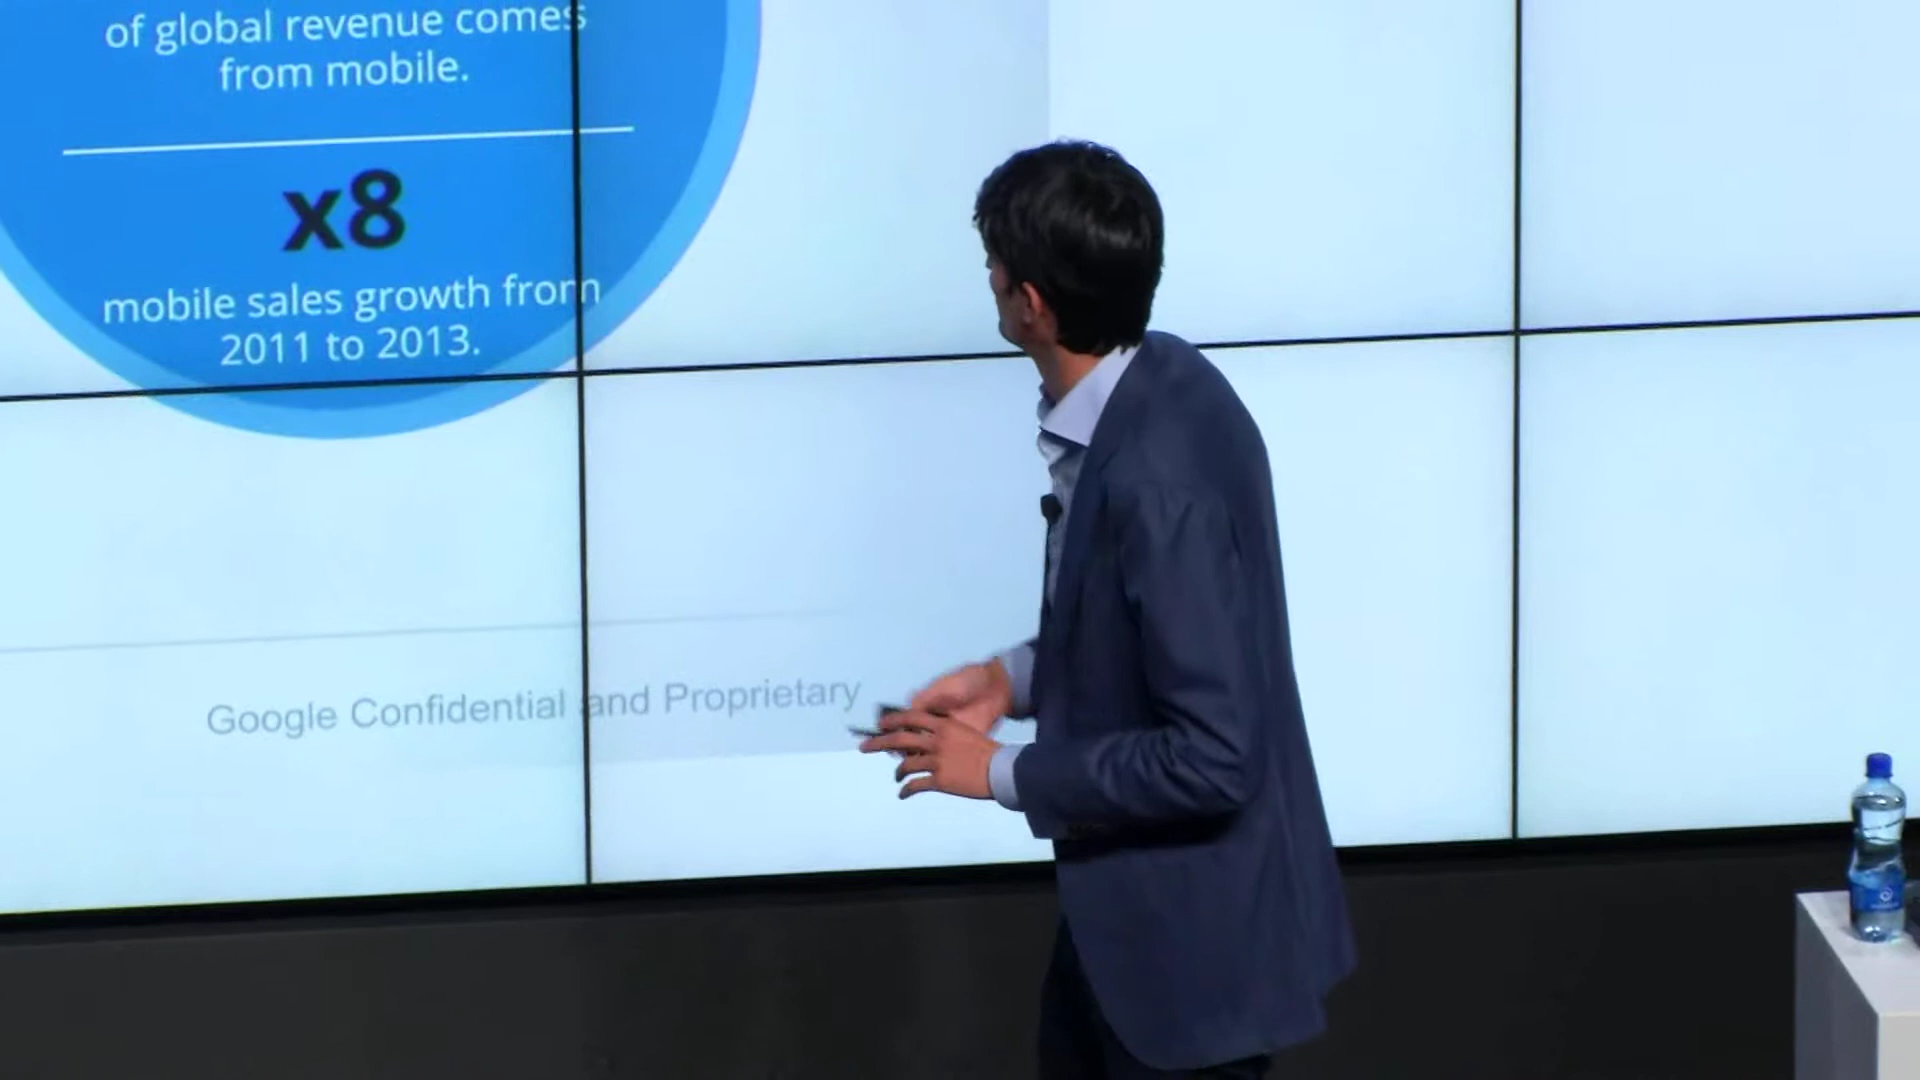 of global revenue comes
from mobile.
x8
mobile sales growth from
2011 to 2013.
Google Confidential and Proprietary